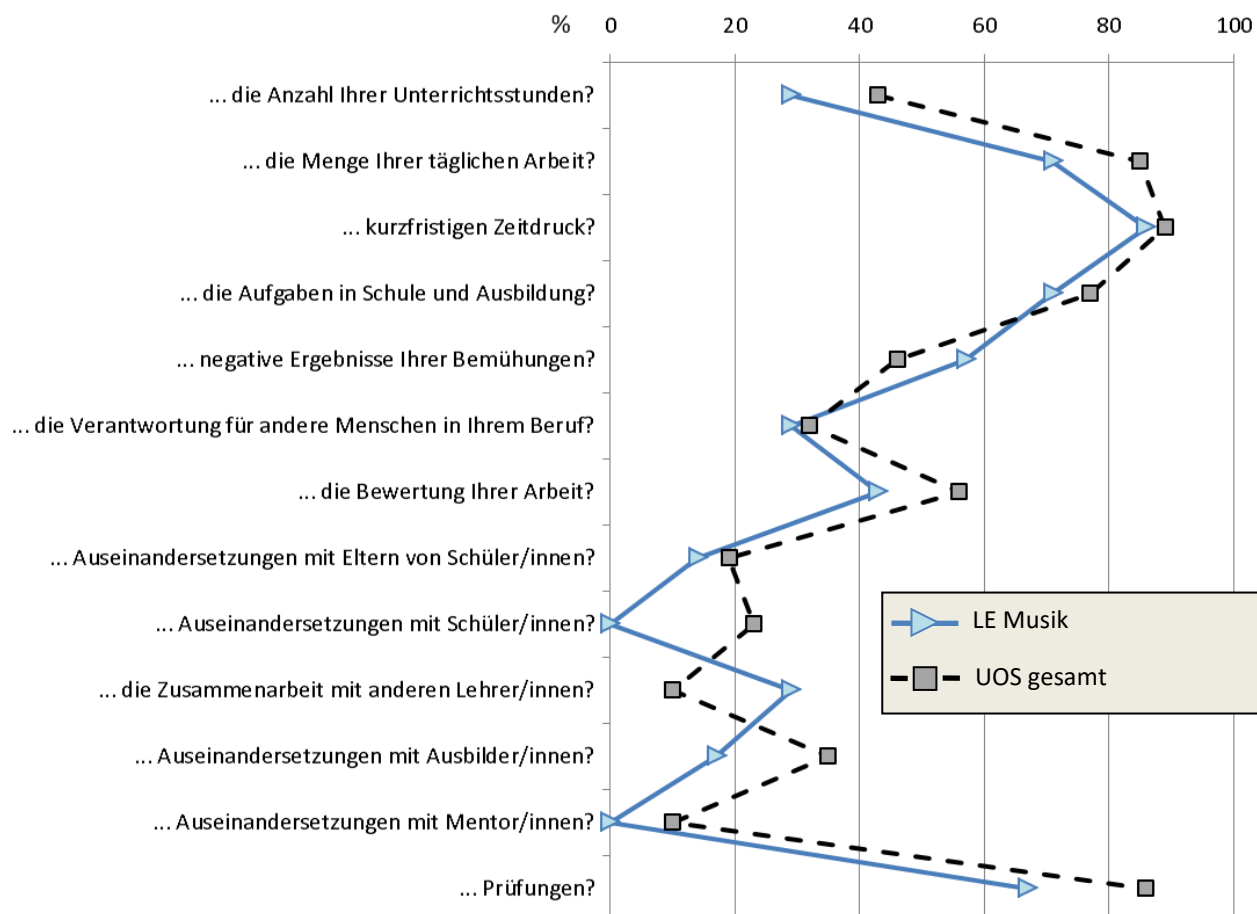 % 0 20 40 60 80 100
... die Anzahl Ihrer Unterrichtsstunden?
... die Menge Ihrer täglichen Arbeit?
... kurzfristigen Zeitdruck?
... die Aufgaben in Schule und Ausbildung?
... negative Ergebnisse Ihrer Bemühungen?
... die Verantwortung für andere Menschen in Ihrem Beruf?
... die Bewertung Ihrer Arbeit?
... Auseinandersetzungen mit Eltern von Schüler/innen?
... Auseinandersetzungen mit Schüler/innen?
... die Zusammenarbeit mit anderen Lehrer/innen?
... Auseinandersetzungen mit Ausbilder/innen?
... Auseinandersetzungen mit Mentor/innen?
... Prüfungen?
LE Musik
UOS gesamt